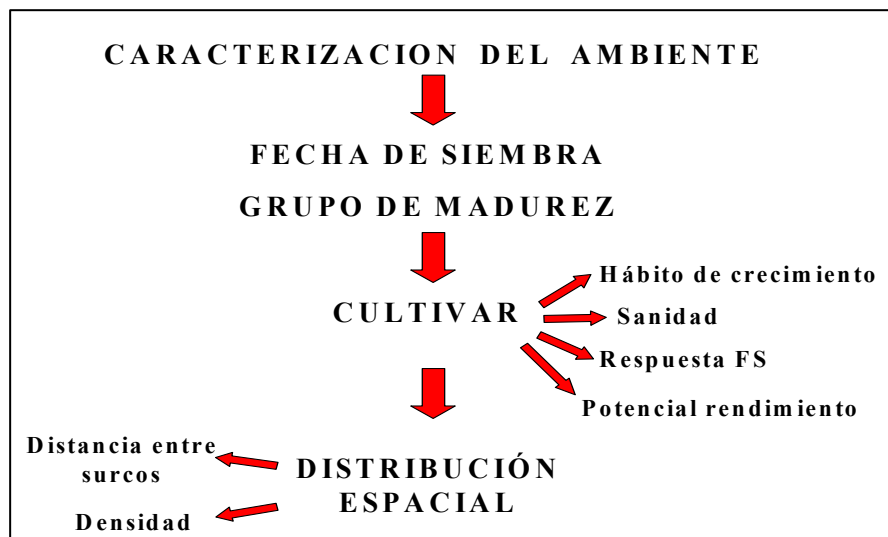 CARACTERIZACION DEL AMBIENTE
FECHA DE SIEMBRA
GRUPO DE MADUREZ
CULTIVAR
Hábito de crecimiento
Sanidad
Respuesta FS
Potencial rendimiento
DISTRIBUCIÓN
ESPACIAL
Distancia entre
surcos
Densidad